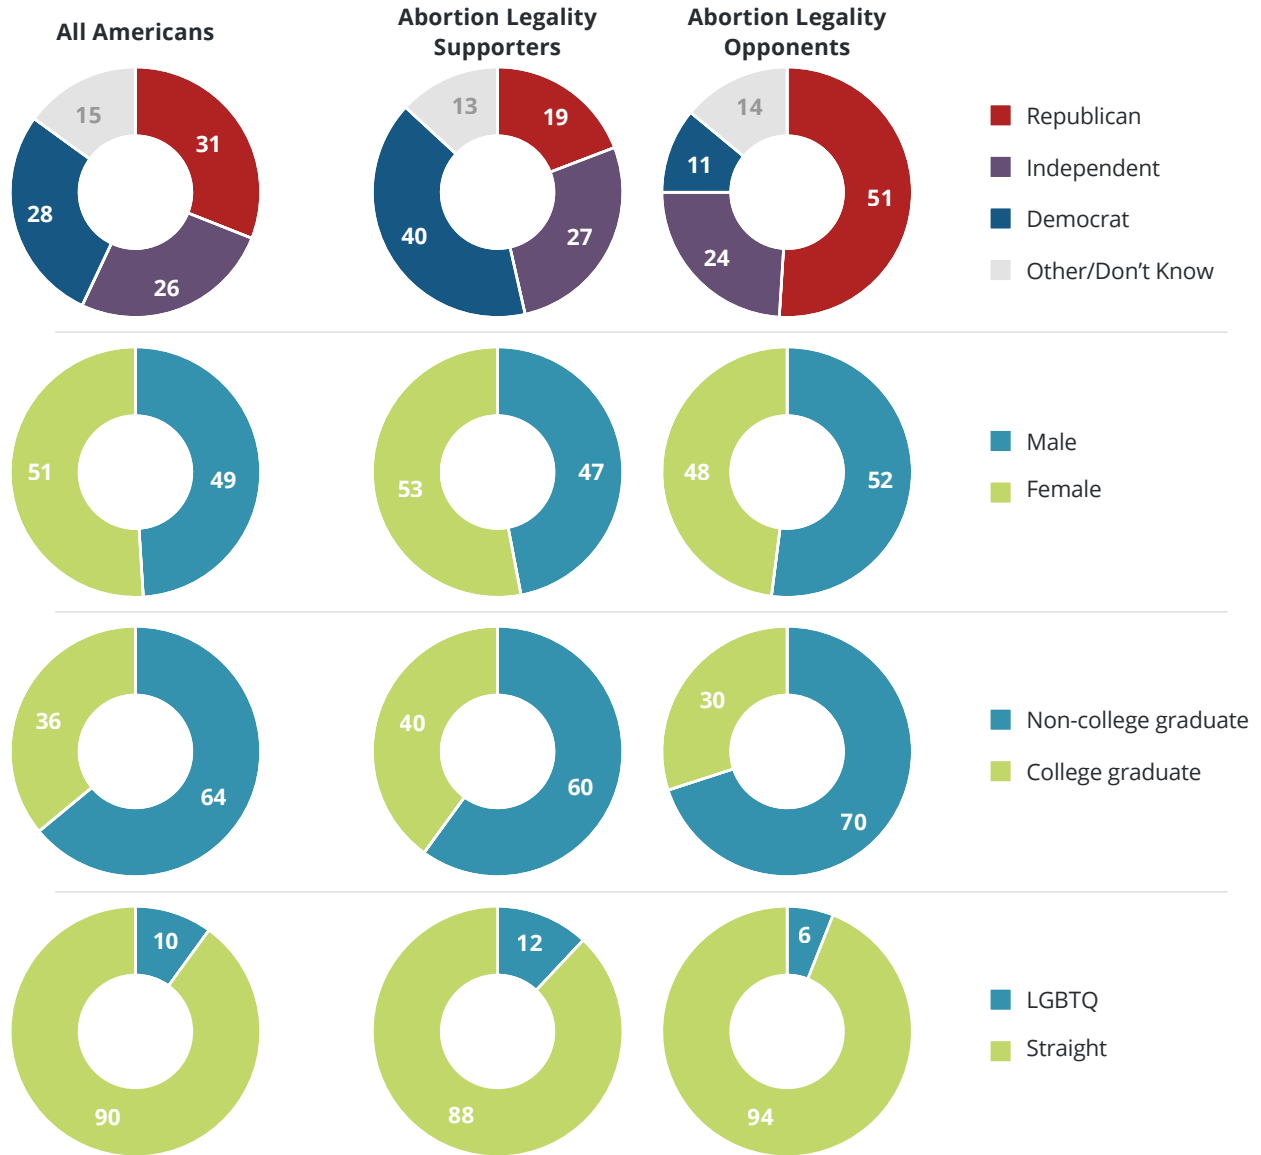 All Americans
Abortion Legality
Supporters
Abortion Legality
Opponents
15
31
28
26
13
19
40
27
14
11
51
24
Republican
Independent
Democrat
Other/Don’t Know
51
49
53
47
48
52
Male
Female
36
64
40
60
30
70
Non-college graduate
College graduate
10
90
12
88
6
94
LGBTQ
Straight